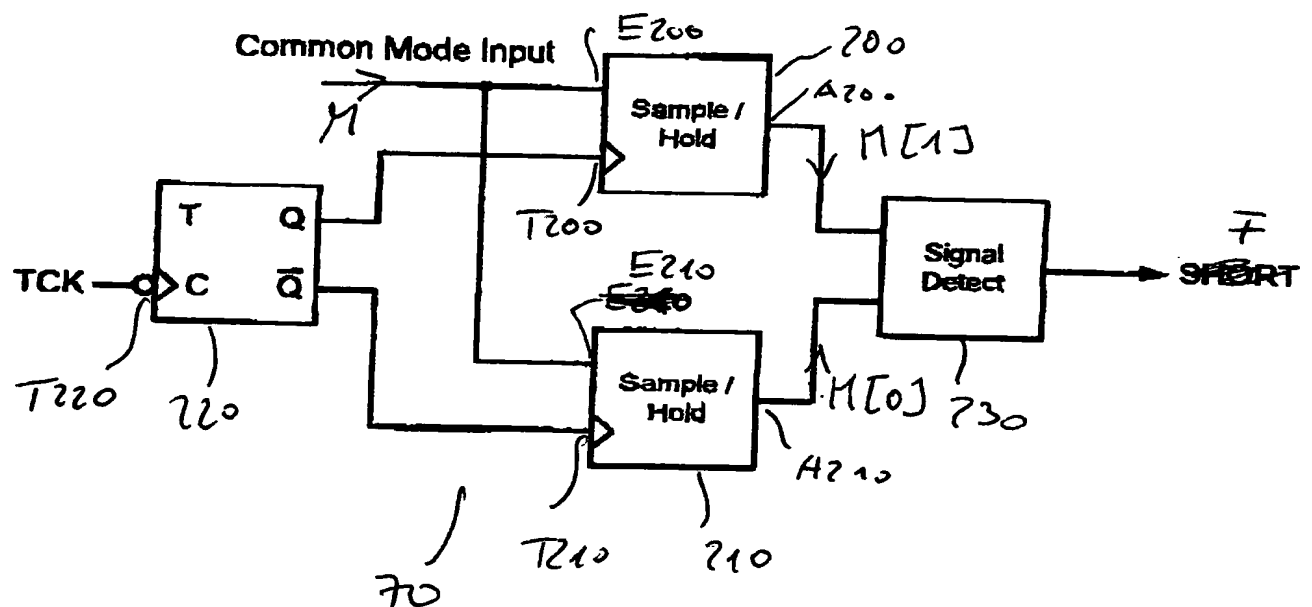 Common Mode Input
E200
200
A200
Sample /
Hold
M
M[1]
T200
T Q
TCK
C Q̅
T220
220
E210
Sample /
Hold
M[0]
A210
T210
210
Signal
Detect
230
F̅
SHORT
70